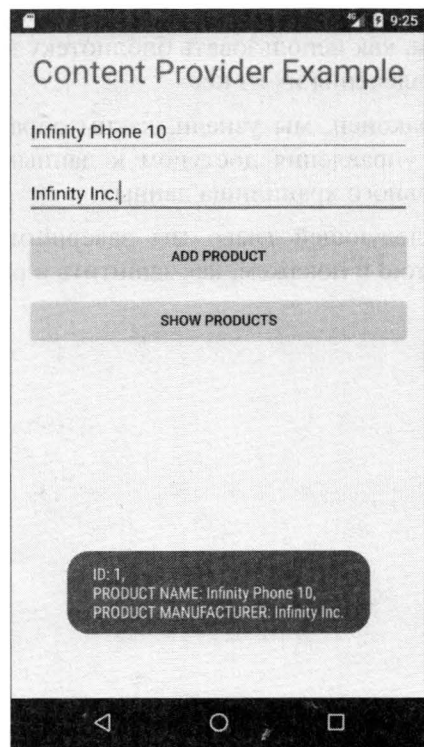 4G 9:25
Content Provider Example
Infinity Phone 10
Infinity Inc.
ADD PRODUCT
SHOW PRODUCTS
ID: 1,
PRODUCT NAME: Infinity Phone 10,
PRODUCT MANUFACTURER: Infinity Inc.